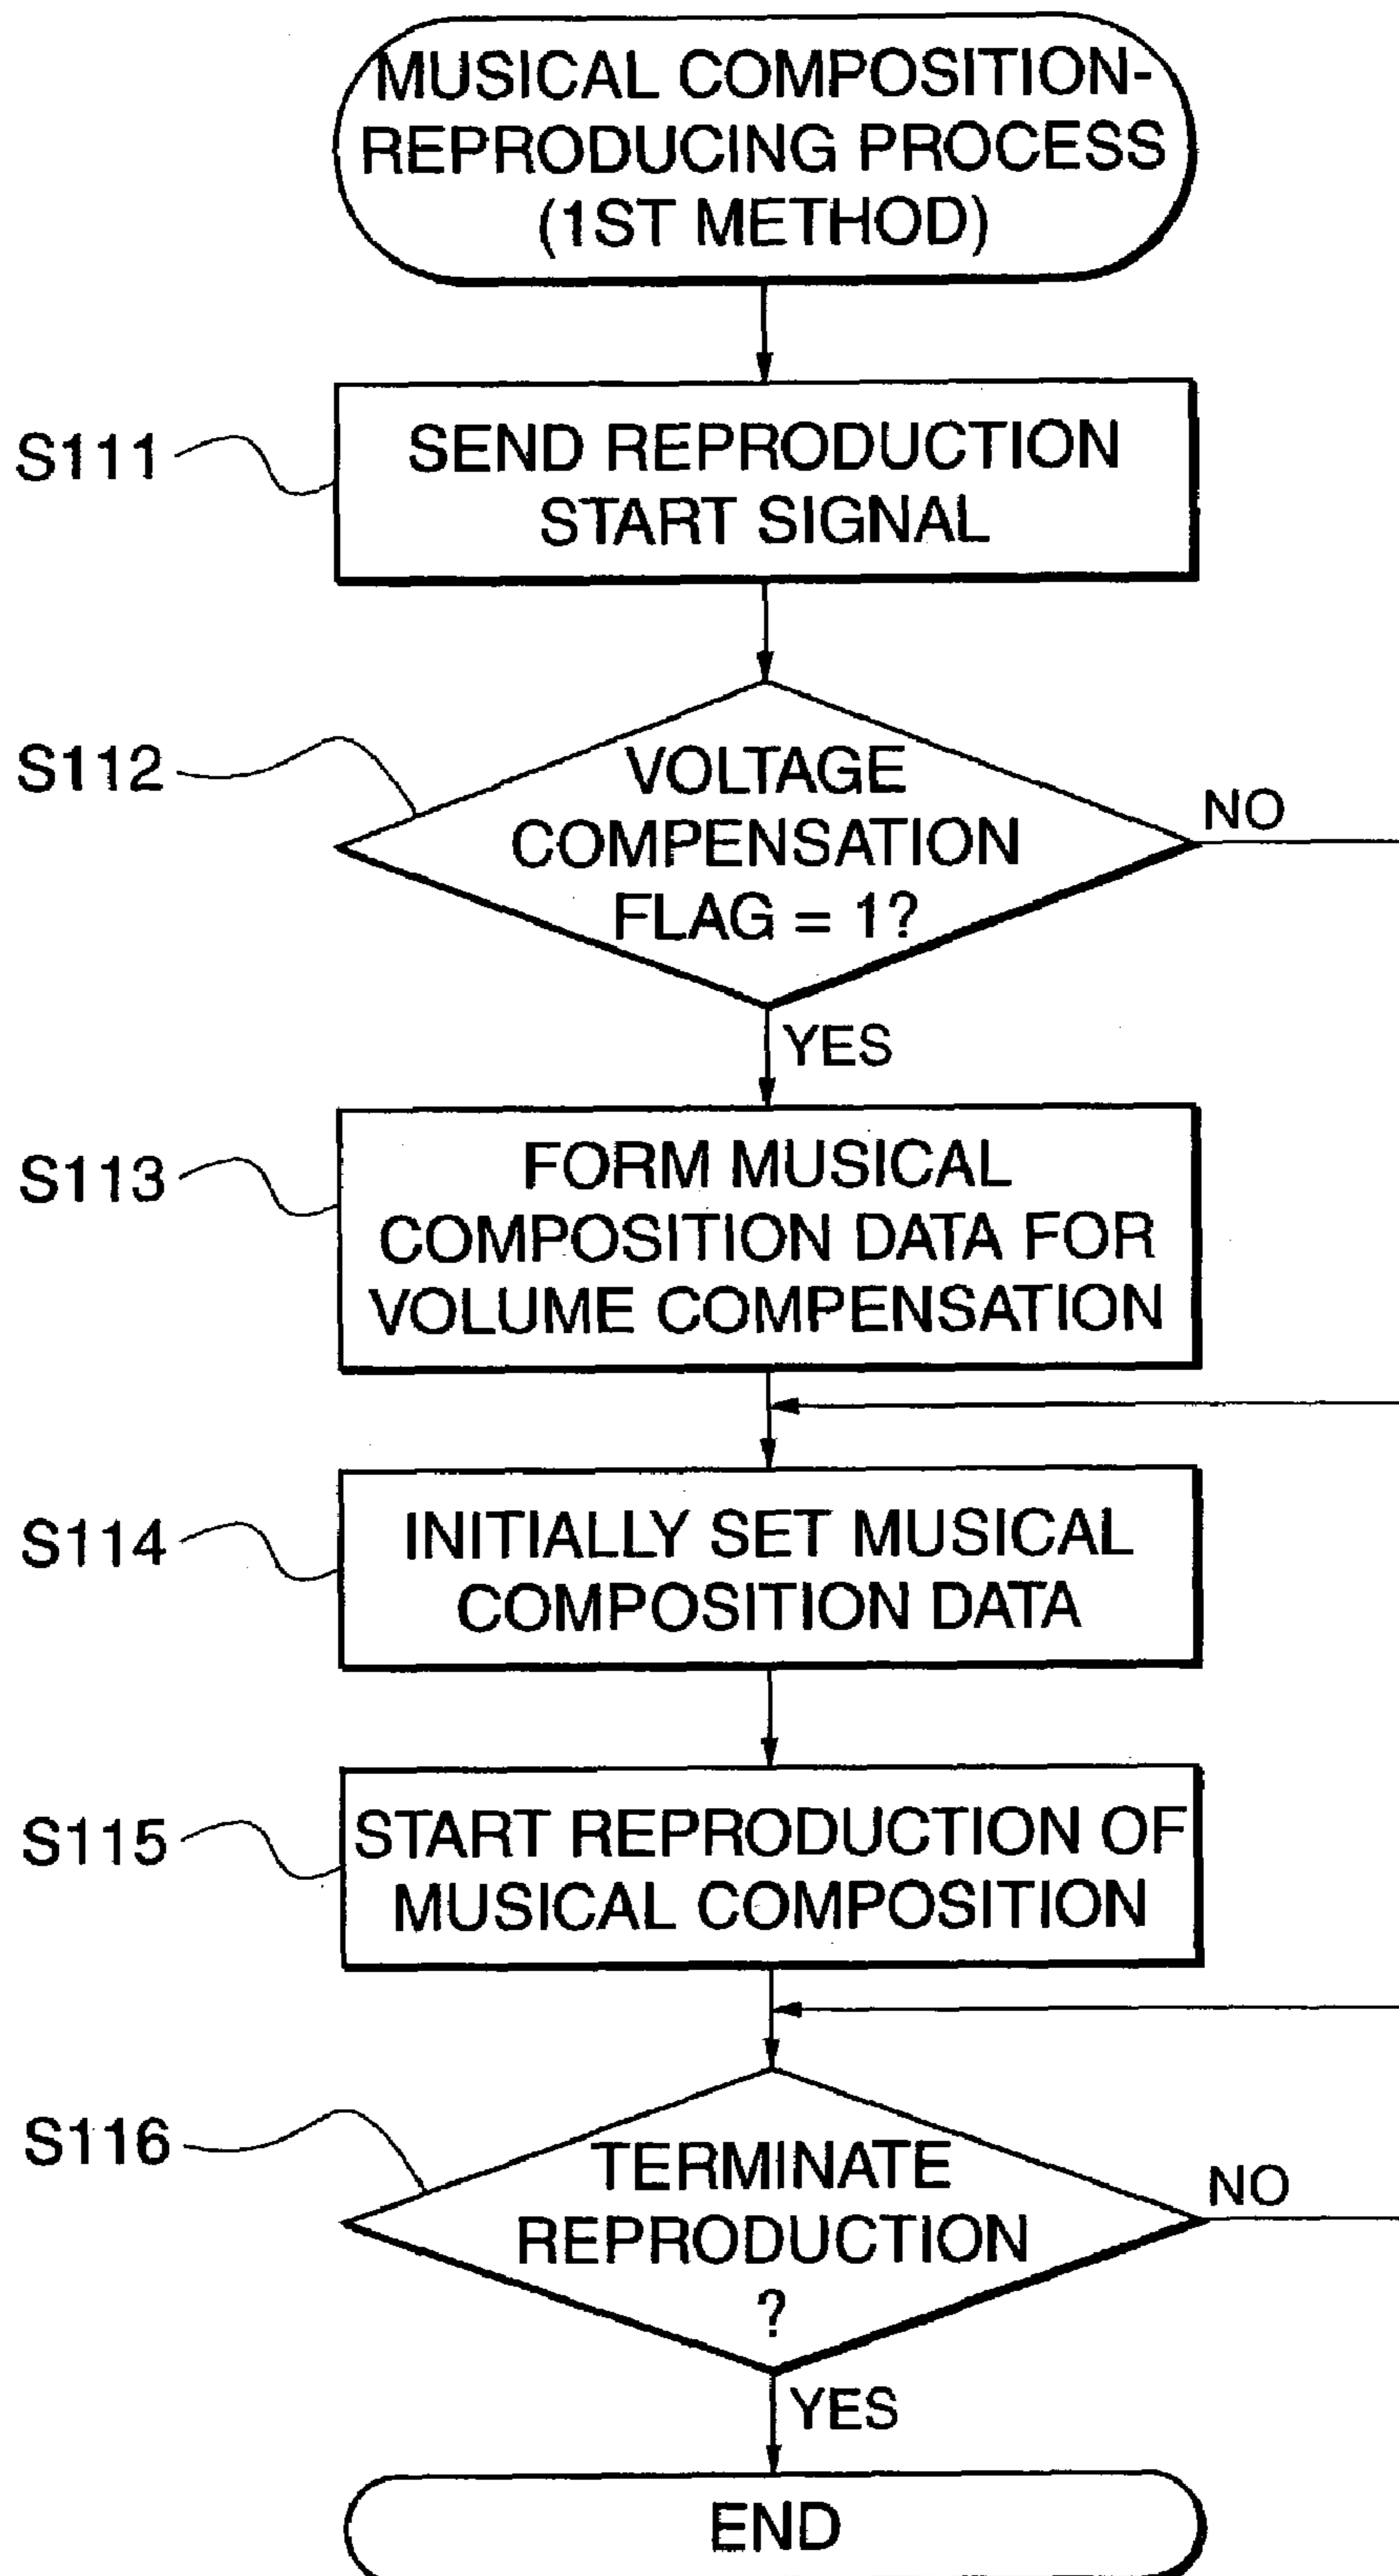 MUSICAL COMPOSITION-
REPRODUCING PROCESS
(1ST METHOD)
S111
SEND REPRODUCTION
START SIGNAL
S112
VOLTAGE
COMPENSATION
FLAG = 1?
NO
YES
S113
FORM MUSICAL
COMPOSITION DATA FOR
VOLUME COMPENSATION
S114
INITIALLY SET MUSICAL
COMPOSITION DATA
S115
START REPRODUCTION OF
MUSICAL COMPOSITION
S116
TERMINATE
REPRODUCTION
?
NO
YES
END